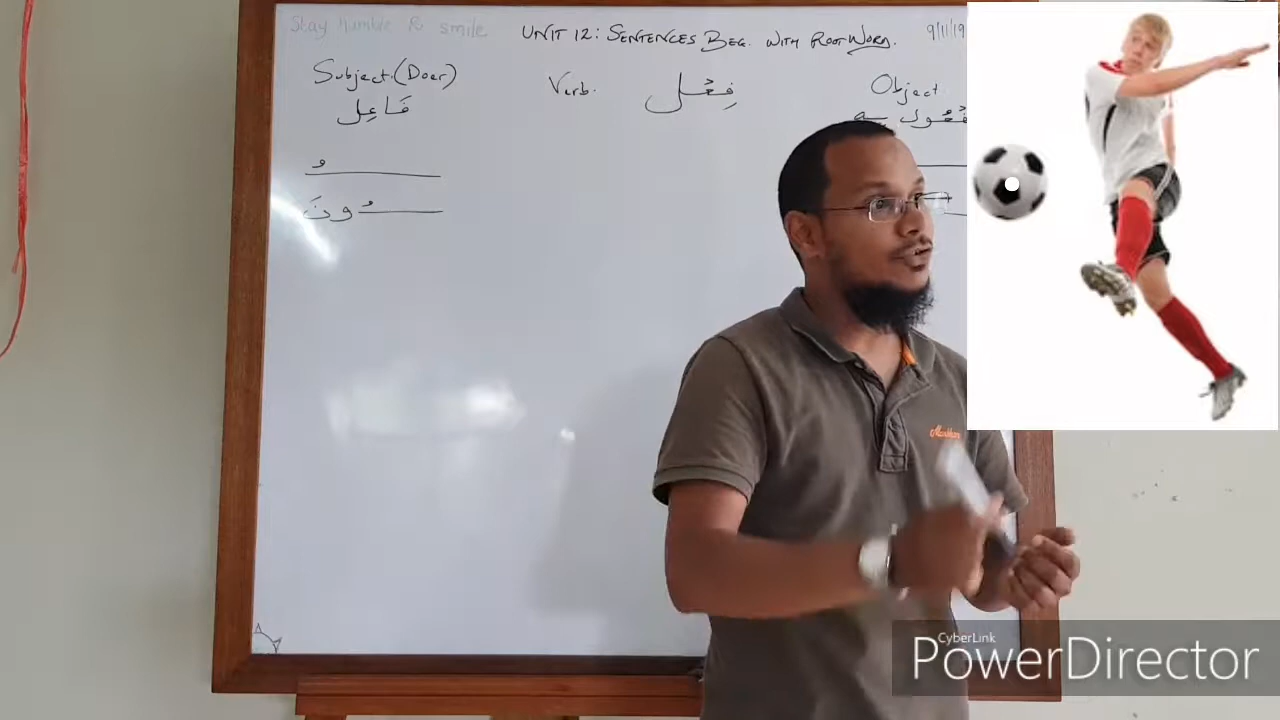 Stay humble & smile
UNIT 12: SENTENCES BEG. WITH ROOT WORD. 9/11/19
Subject (Doer) Verb. فِعْل Object
فَاعِل
ـُ
ـُونَ
CyberLink
PowerDirector